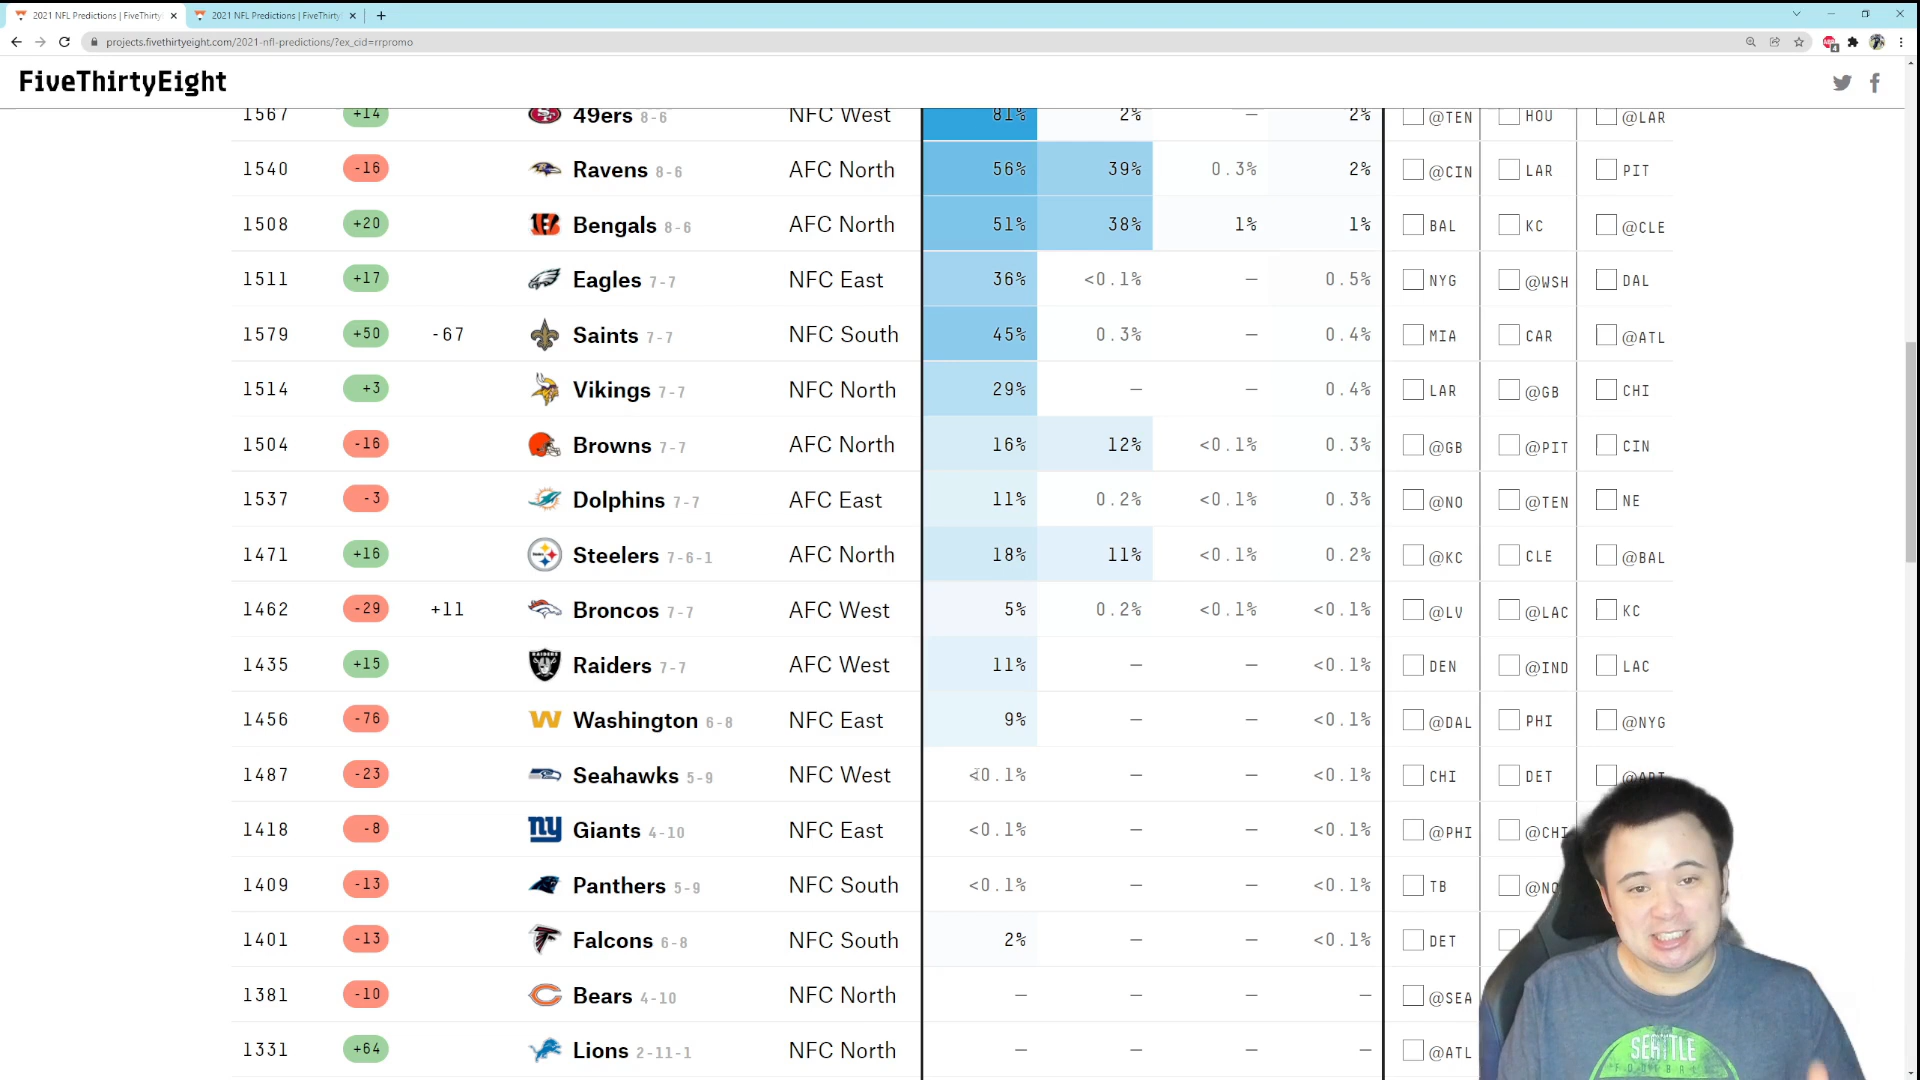 2021 NFL Predictions | FiveThirty
2021 NFL Predictions | FiveThirty
projects.fivethirtyeight.com/2021-nfl-predictions/?ex_cid=rrpromo
FiveThirtyEight
1567 +14 49ers 8-6 NFC West 81% 2% — 2% @TEN HOU @LAR
1540 -16 Ravens 8-6 AFC North 56% 39% 0.3% 2% @CIN LAR PIT
1508 +20 Bengals 8-6 AFC North 51% 38% 1% 1% BAL KC @CLE
1511 +17 Eagles 7-7 NFC East 36% <0.1% — 0.5% NYG @WSH DAL
1579 +50 -67 Saints 7-7 NFC South 45% 0.3% — 0.4% MIA CAR @ATL
1514 +3 Vikings 7-7 NFC North 29% — — 0.4% LAR @GB CHI
1504 -16 Browns 7-7 AFC North 16% 12% <0.1% 0.3% @GB @PIT CIN
1537 -3 Dolphins 7-7 AFC East 11% 0.2% <0.1% 0.3% @NO @TEN NE
1471 +16 Steelers 7-6-1 AFC North 18% 11% <0.1% 0.2% @KC CLE @BAL
1462 -29 +11 Broncos 7-7 AFC West 5% 0.2% <0.1% <0.1% @LV @LAC KC
1435 +15 Raiders 7-7 AFC West 11% — — <0.1% DEN @IND LAC
1456 -76 Washington 6-8 NFC East 9% — — <0.1% @DAL PHI @NYG
1487 -23 Seahawks 5-9 NFC West <0.1% — — <0.1% CHI DET @ARI
1418 -8 Giants 4-10 NFC East <0.1% — — <0.1% @PHI @CHI
1409 -13 Panthers 5-9 NFC South <0.1% — — <0.1% TB @NO
1401 -13 Falcons 6-8 NFC South 2% — — <0.1% DET
1381 -10 Bears 4-10 NFC North — — — — @SEA
1331 +64 Lions 2-11-1 NFC North — — — — @ATL
SEATTLE
FOOTBALL